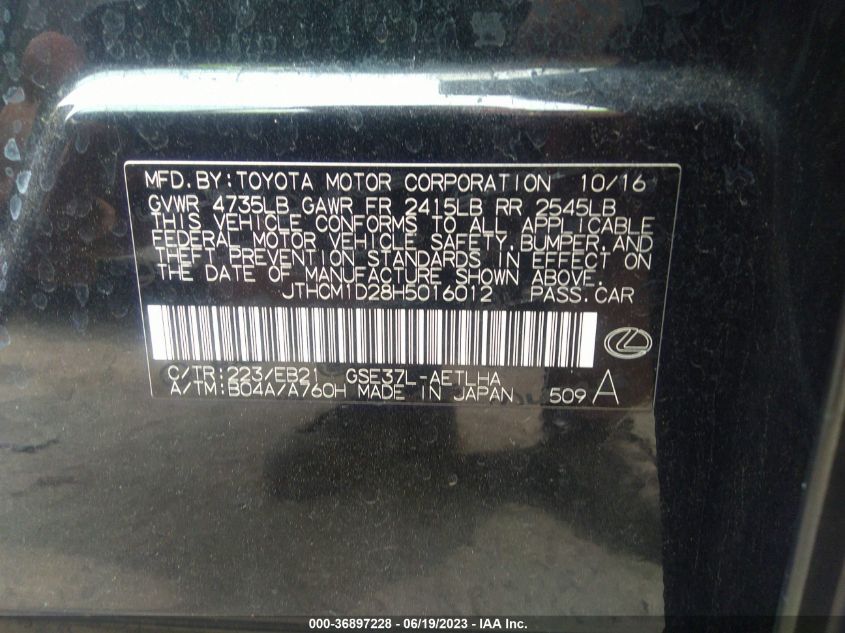 MFD.BY:TOYOTA MOTOR CORPORATION 10/16
GVWR 4735LB GAWR FR 2415LB RR 2545LB
THIS VEHICLE CONFORMS TO ALL APPLICABLE
FEDERAL MOTOR VEHICLE SAFETY,BUMPER,AND
THEFT PREVENTION STANDARDS IN EFFECT ON
THE DATE OF MANUFACTURE SHOWN ABOVE.
JTHCM1D28H5016012 PASS.CAR
C/TR:223/EB21 GSE37L-AETLHA
A/TM:B04A/A760H MADE IN JAPAN 509 A
000-36897228 - 06/19/2023 - IAA Inc.